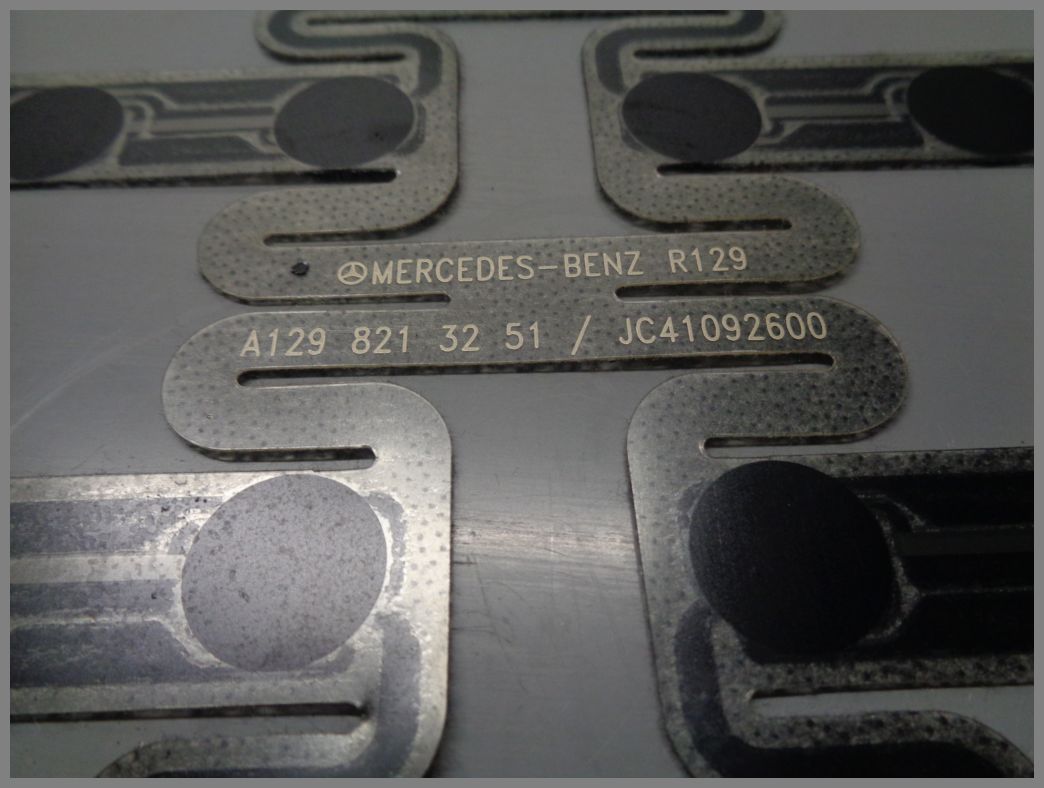 MERCEDES-BENZ R129
A129 821 32 51 / JC41092600